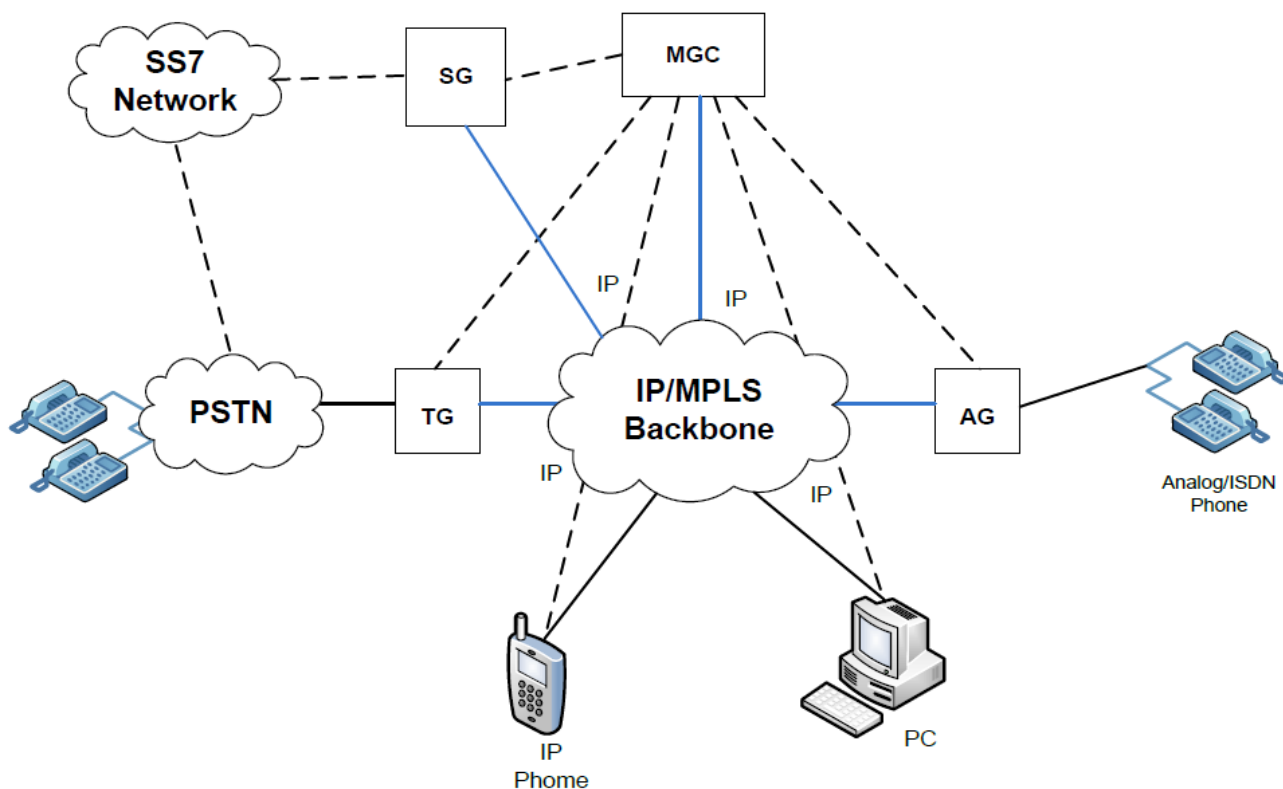 SS7
Network
SG
MGC
IP
IP
PSTN
TG
IP/MPLS
Backbone
AG
IP
IP
Analog/ISDN
Phone
IP
Phome
PC